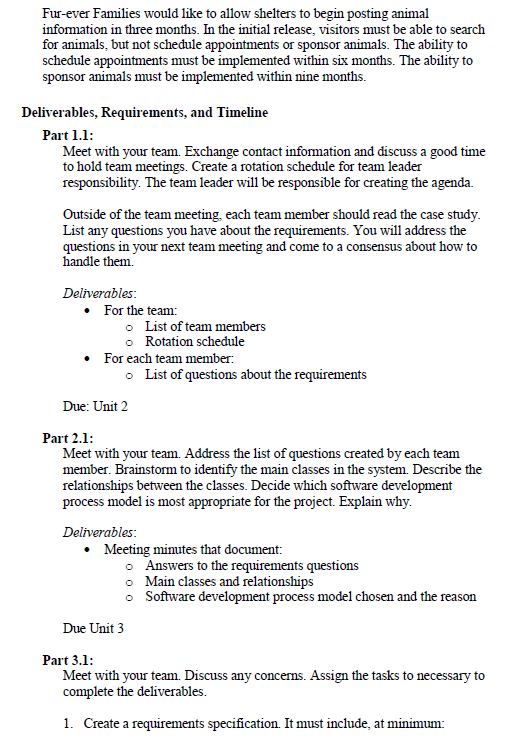 Fur-ever Families would like to allow shelters to begin posting animal
information in three months. In the initial release, visitors must be able to search
for animals, but not schedule appointments or sponsor animals. The ability to
schedule appointments must be implemented within six months. The ability to
sponsor animals must be implemented within nine months.
Deliverables, Requirements, and Timeline
Part 1.1:
Meet with your team. Exchange contact information and discuss a good time
to hold team meetings. Create a rotation schedule for team leader
responsibility. The team leader will be responsible for creating the agenda.
Outside of the team meeting, each team member should read the case study.
List any questions you have about the requirements. You will address the
questions in your next team meeting and come to a consensus about how to
handle them.
Deliverables:
• For the team:
o List of team members
o Rotation schedule
• For each team member:
o List of questions about the requirements
Due: Unit 2
Part 2.1:
Meet with your team. Address the list of questions created by each team
member. Brainstorm to identify the main classes in the system. Describe the
relationships between the classes. Decide which software development
process model is most appropriate for the project. Explain why.
Deliverables:
• Meeting minutes that document:
o Answers to the requirements questions
o Main classes and relationships
o Software development process model chosen and the reason
Due Unit 3
Part 3.1:
Meet with your team. Discuss any concerns. Assign the tasks to necessary to
complete the deliverables.
1. Create a requirements specification. It must include, at minimum: